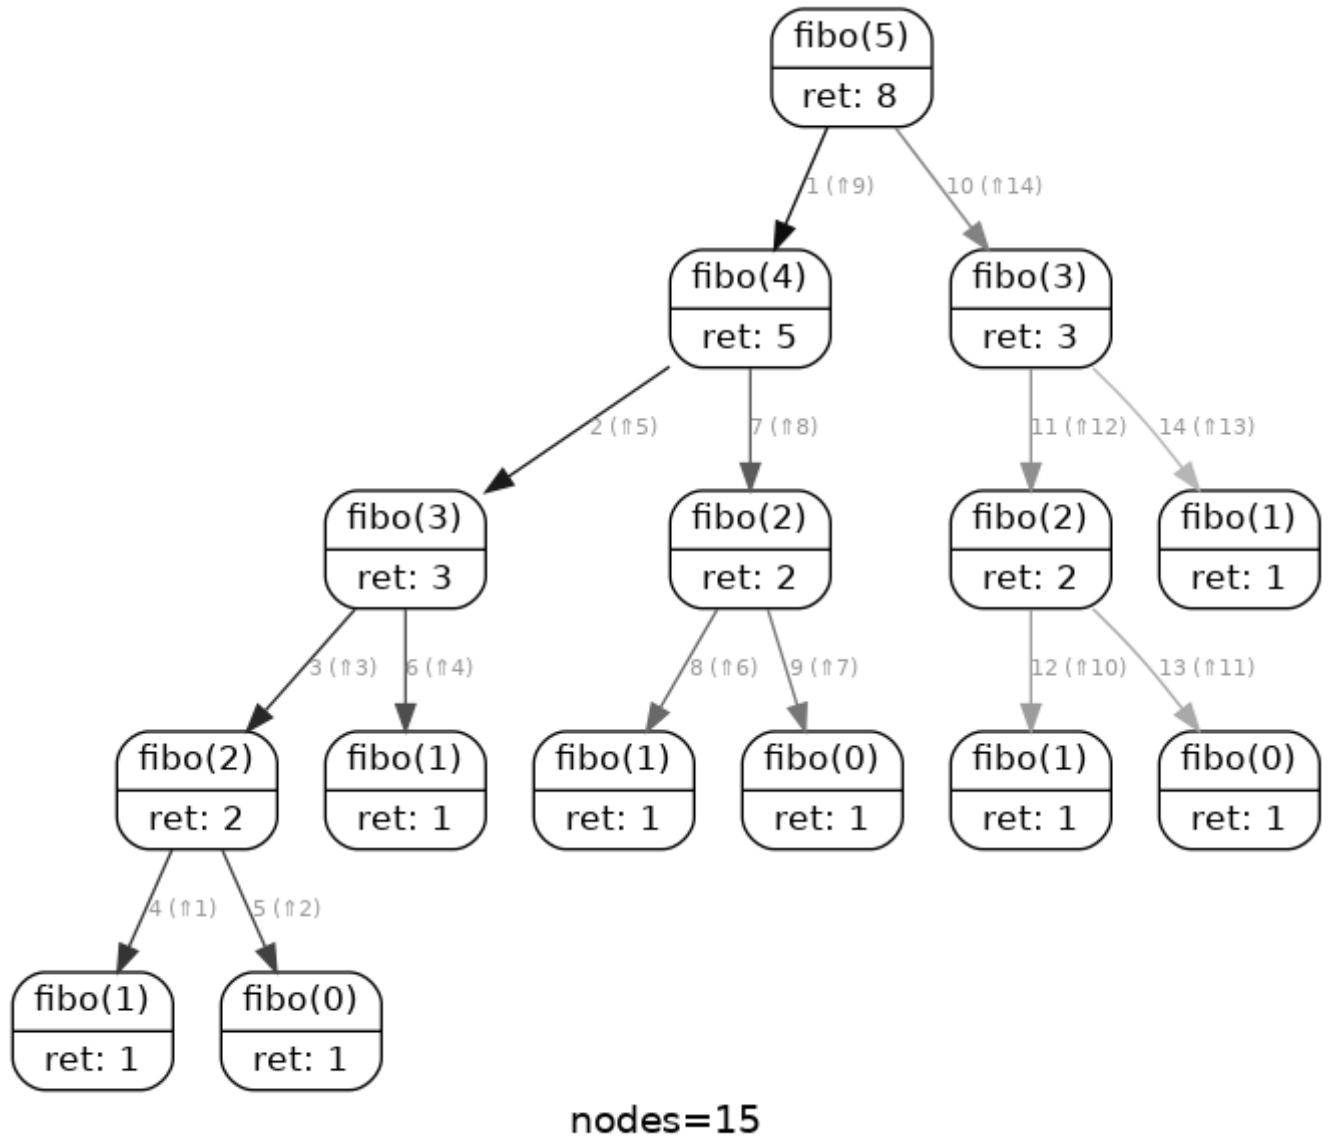 fibo(5)
ret: 8
1 (⇑9)
10 (⇑14)
fibo(4)
ret: 5
fibo(3)
ret: 3
2 (⇑5)
7 (⇑8)
11 (⇑12)
14 (⇑13)
fibo(3)
ret: 3
fibo(2)
ret: 2
fibo(2)
ret: 2
fibo(1)
ret: 1
3 (⇑3)
6 (⇑4)
8 (⇑6)
9 (⇑7)
12 (⇑10)
13 (⇑11)
fibo(2)
ret: 2
fibo(1)
ret: 1
fibo(1)
ret: 1
fibo(0)
ret: 1
fibo(1)
ret: 1
fibo(0)
ret: 1
4 (⇑1)
5 (⇑2)
fibo(1)
ret: 1
fibo(0)
ret: 1
nodes=15